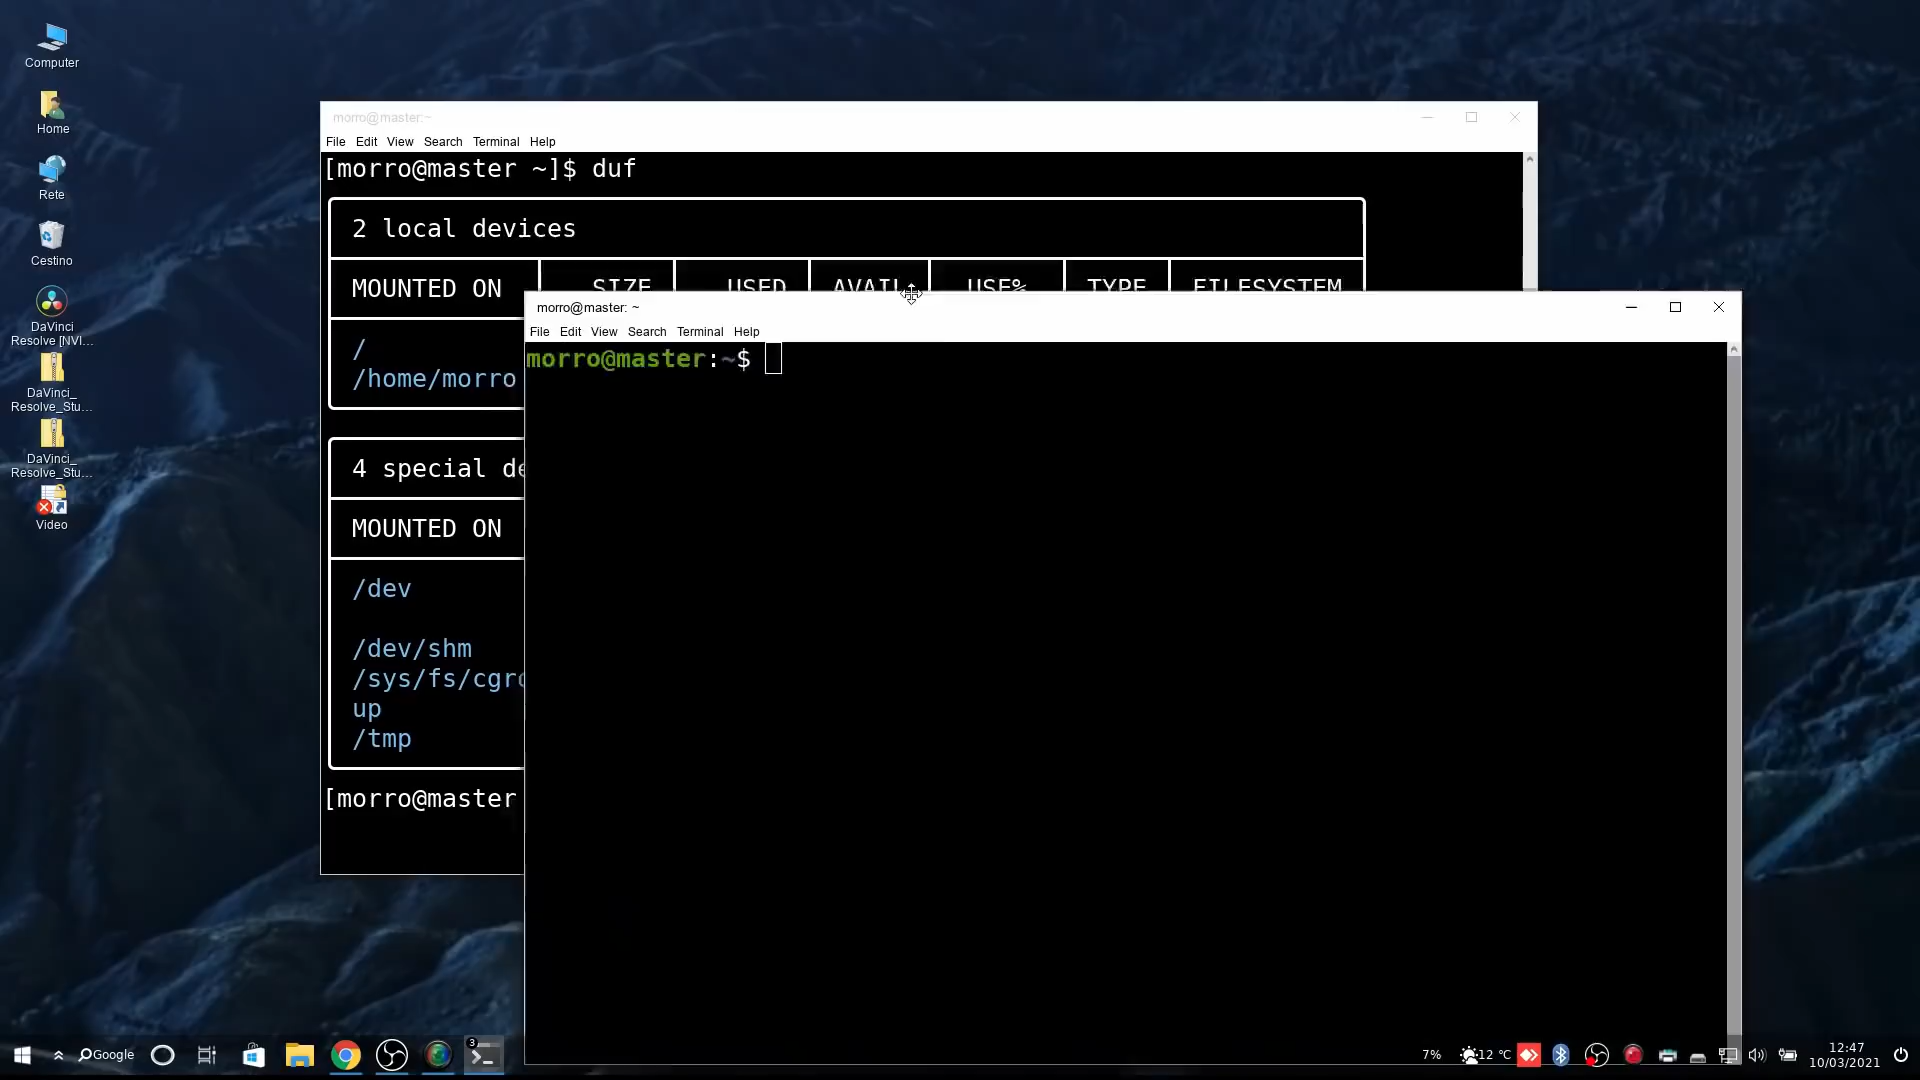 Computer
Home
Rete
Cestino
DaVinci
Resolve [NVI...
DaVinci_
Resolve_Stu...
DaVinci_
Resolve_Stu...
Video
morro@master:~
File Edit View Search Terminal Help
[morro@master ~]$ duf
2 local devices
MOUNTED ON SIZE USED AVAIL USE% TYPE FILESYSTEM
/
/home/morro
4 special de
MOUNTED ON
/dev
/dev/shm
/sys/fs/cgro
up
/tmp
[morro@master
morro@master: ~
File Edit View Search Terminal Help
morro@master:~$
Google
3
7%
12 °C
12:47
10/03/2021